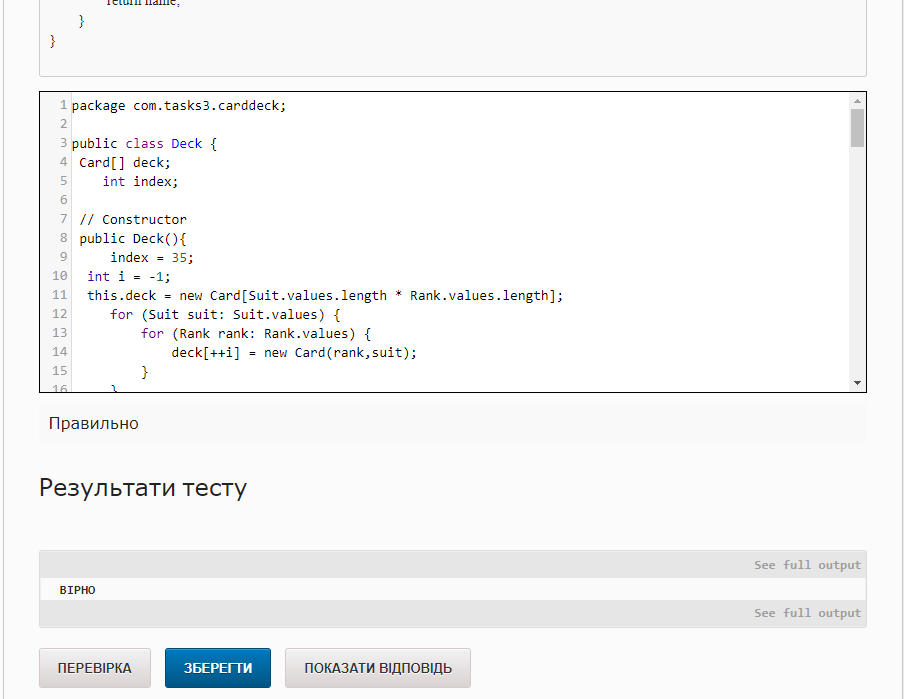 return name;
}
}
1 package com.tasks3.carddeck;
2
3 public class Deck {
4 Card[] deck;
5 int index;
6
7 // Constructor
8 public Deck(){
9 index = 35;
10 int i = -1;
11 this.deck = new Card[Suit.values.length * Rank.values.length];
12 for (Suit suit: Suit.values) {
13 for (Rank rank: Rank.values) {
14 deck[++i] = new Card(rank,suit);
15 }
16 }
Правильно
Результати тесту
See full output
ВІРНО
See full output
ПЕРЕВІРКА ЗБЕРЕГТИ ПОКАЗАТИ ВІДПОВІДЬ